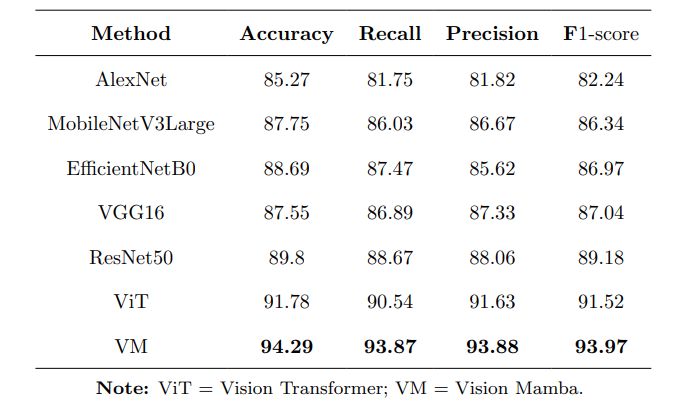 Method Accuracy Recall Precision F1-score
AlexNet 85.27 81.75 81.82 82.24
MobileNetV3Large 87.75 86.03 86.67 86.34
EfficientNetB0 88.69 87.47 85.62 86.97
VGG16 87.55 86.89 87.33 87.04
ResNet50 89.8 88.67 88.06 89.18
ViT 91.78 90.54 91.63 91.52
VM 94.29 93.87 93.88 93.97
Note: ViT = Vision Transformer; VM = Vision Mamba.